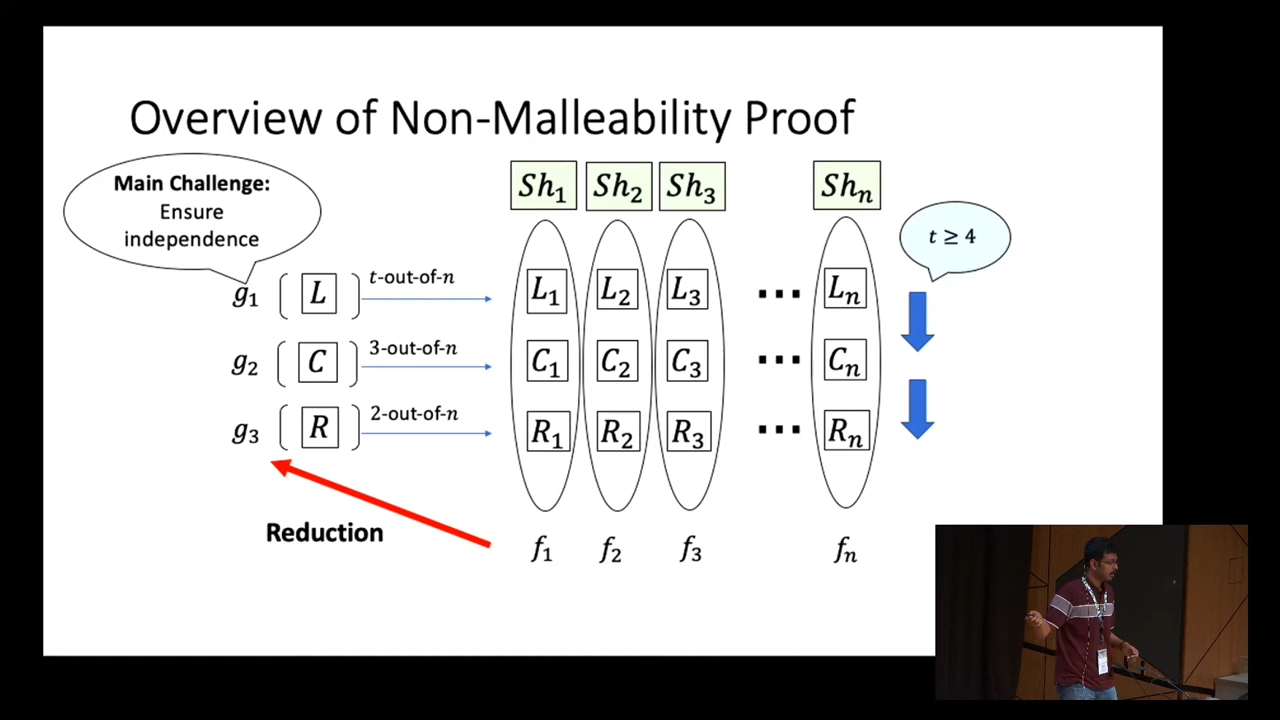 Overview of Non-Malleability Proof
Main Challenge:
Ensure
independence
Sh₁ Sh₂ Sh₃ Shₙ
t ≥ 4
g₁ ( L ) t-out-of-n L₁ L₂ L₃ ⋯ Lₙ
g₂ ( C ) 3-out-of-n C₁ C₂ C₃ ⋯ Cₙ
g₃ ( R ) 2-out-of-n R₁ R₂ R₃ ⋯ Rₙ
Reduction
f₁ f₂ f₃ fₙ